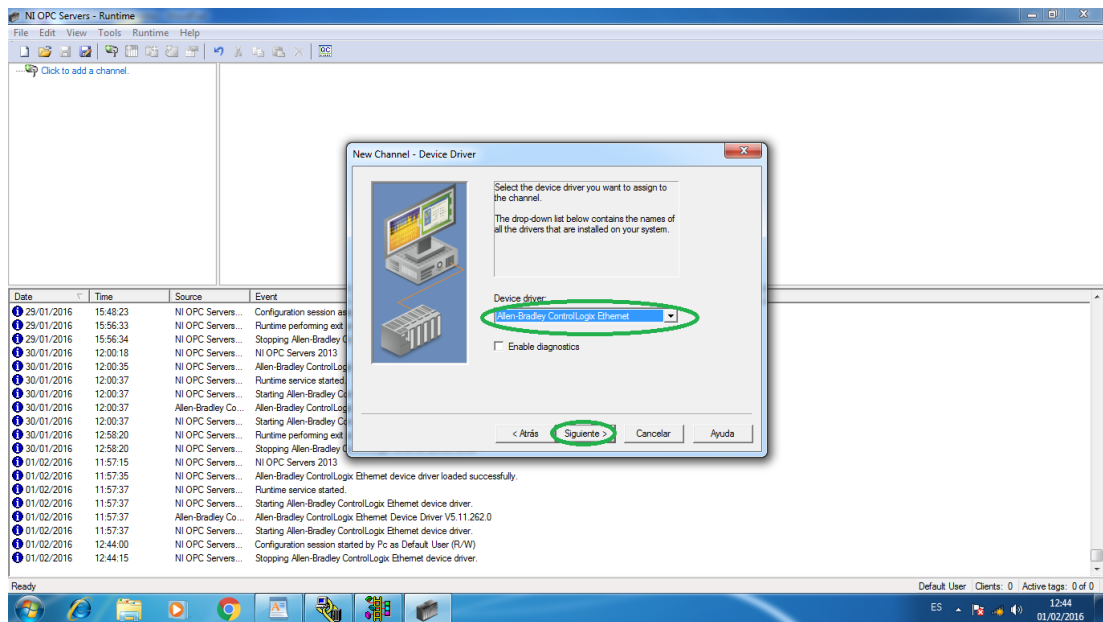 NI OPC Servers - Runtime
File Edit View Tools Runtime Help
Click to add a channel.
New Channel - Device Driver
Select the device driver you want to assign to
the channel.
The drop-down list below contains the names of
all the drivers that are installed on your system.
Device driver:
Allen-Bradley ControlLogix Ethernet
Enable diagnostics
< Atrás Siguiente > Cancelar Ayuda
Date Time Source Event
29/01/2016 15:48:23 NI OPC Servers... Configuration session as
29/01/2016 15:56:33 NI OPC Servers... Runtime performing exit
29/01/2016 15:56:34 NI OPC Servers... Stopping Allen-Bradley C
30/01/2016 12:00:18 NI OPC Servers... NI OPC Servers 2013
30/01/2016 12:00:35 NI OPC Servers... Allen-Bradley ControlLog
30/01/2016 12:00:37 NI OPC Servers... Runtime service started.
30/01/2016 12:00:37 NI OPC Servers... Starting Allen-Bradley Co
30/01/2016 12:00:37 Allen-Bradley Co... Allen-Bradley ControlLog
30/01/2016 12:00:37 NI OPC Servers... Starting Allen-Bradley Co
30/01/2016 12:58:20 NI OPC Servers... Runtime performing exit
30/01/2016 12:58:20 NI OPC Servers... Stopping Allen-Bradley C
01/02/2016 11:57:15 NI OPC Servers... NI OPC Servers 2013
01/02/2016 11:57:35 NI OPC Servers... Allen-Bradley ControlLogix Ethernet device driver loaded successfully.
01/02/2016 11:57:37 NI OPC Servers... Runtime service started.
01/02/2016 11:57:37 NI OPC Servers... Starting Allen-Bradley ControlLogix Ethernet device driver.
01/02/2016 11:57:37 Allen-Bradley Co... Allen-Bradley ControlLogix Ethernet Device Driver V5.11.262.0
01/02/2016 11:57:37 NI OPC Servers... Starting Allen-Bradley ControlLogix Ethernet device driver.
01/02/2016 12:44:00 NI OPC Servers... Configuration session started by Pc as Default User (R/W)
01/02/2016 12:44:15 NI OPC Servers... Stopping Allen-Bradley ControlLogix Ethernet device driver.
Ready Default User Clients: 0 Active tags: 0 of 0
ES 12:44
01/02/2016